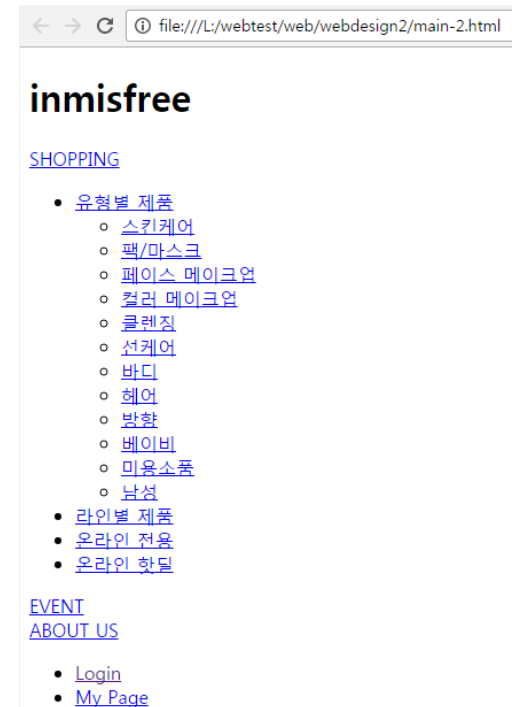 file:///L:/webtest/web/webdesign2/main-2.html
inmisfree
SHOPPING
유형별 제품
스킨케어
팩/마스크
페이스 메이크업
컬러 메이크업
클렌징
선케어
바디
헤어
방향
베이비
미용소품
남성
라인별 제품
온라인 전용
온라인 핫딜
EVENT
ABOUT US
Login
My Page